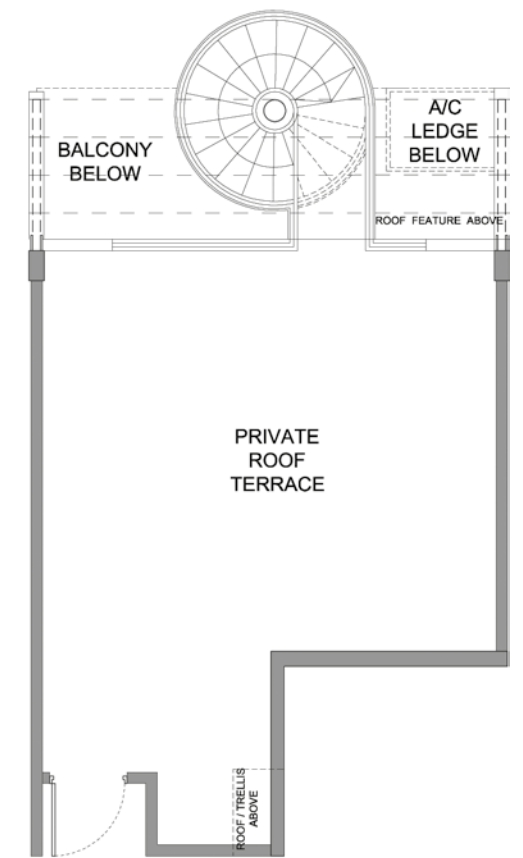 BALCONY
BELOW
A/C
LEDGE
BELOW
ROOF FEATURE ABOVE
PRIVATE
ROOF
TERRACE
ROOF / TRELLIS
ABOVE